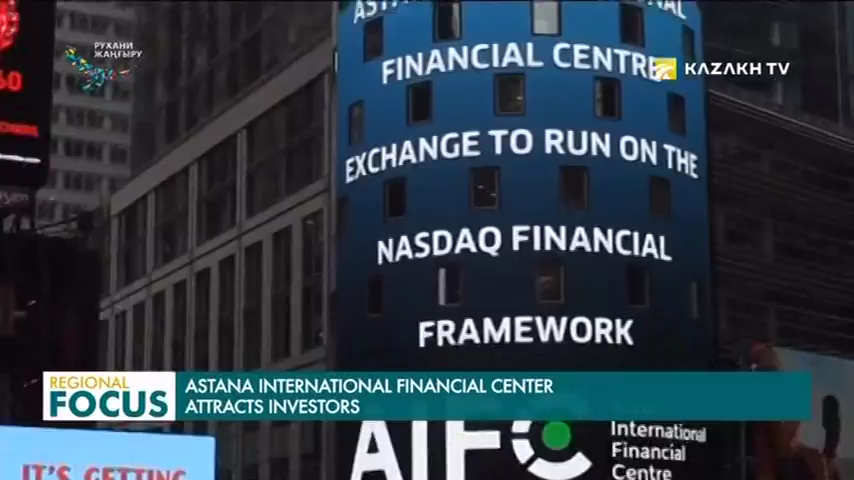 РУХАНИ
ЖАҢҒЫРУ
KAZAKH TV
FINANCIAL CENTRE
EXCHANGE TO RUN ON THE
NASDAQ FINANCIAL
FRAMEWORK
REGIONAL
FOCUS
ASTANA INTERNATIONAL FINANCIAL CENTER
ATTRACTS INVESTORS
AIFC
International
Financial
Centre
IT'S GETTING